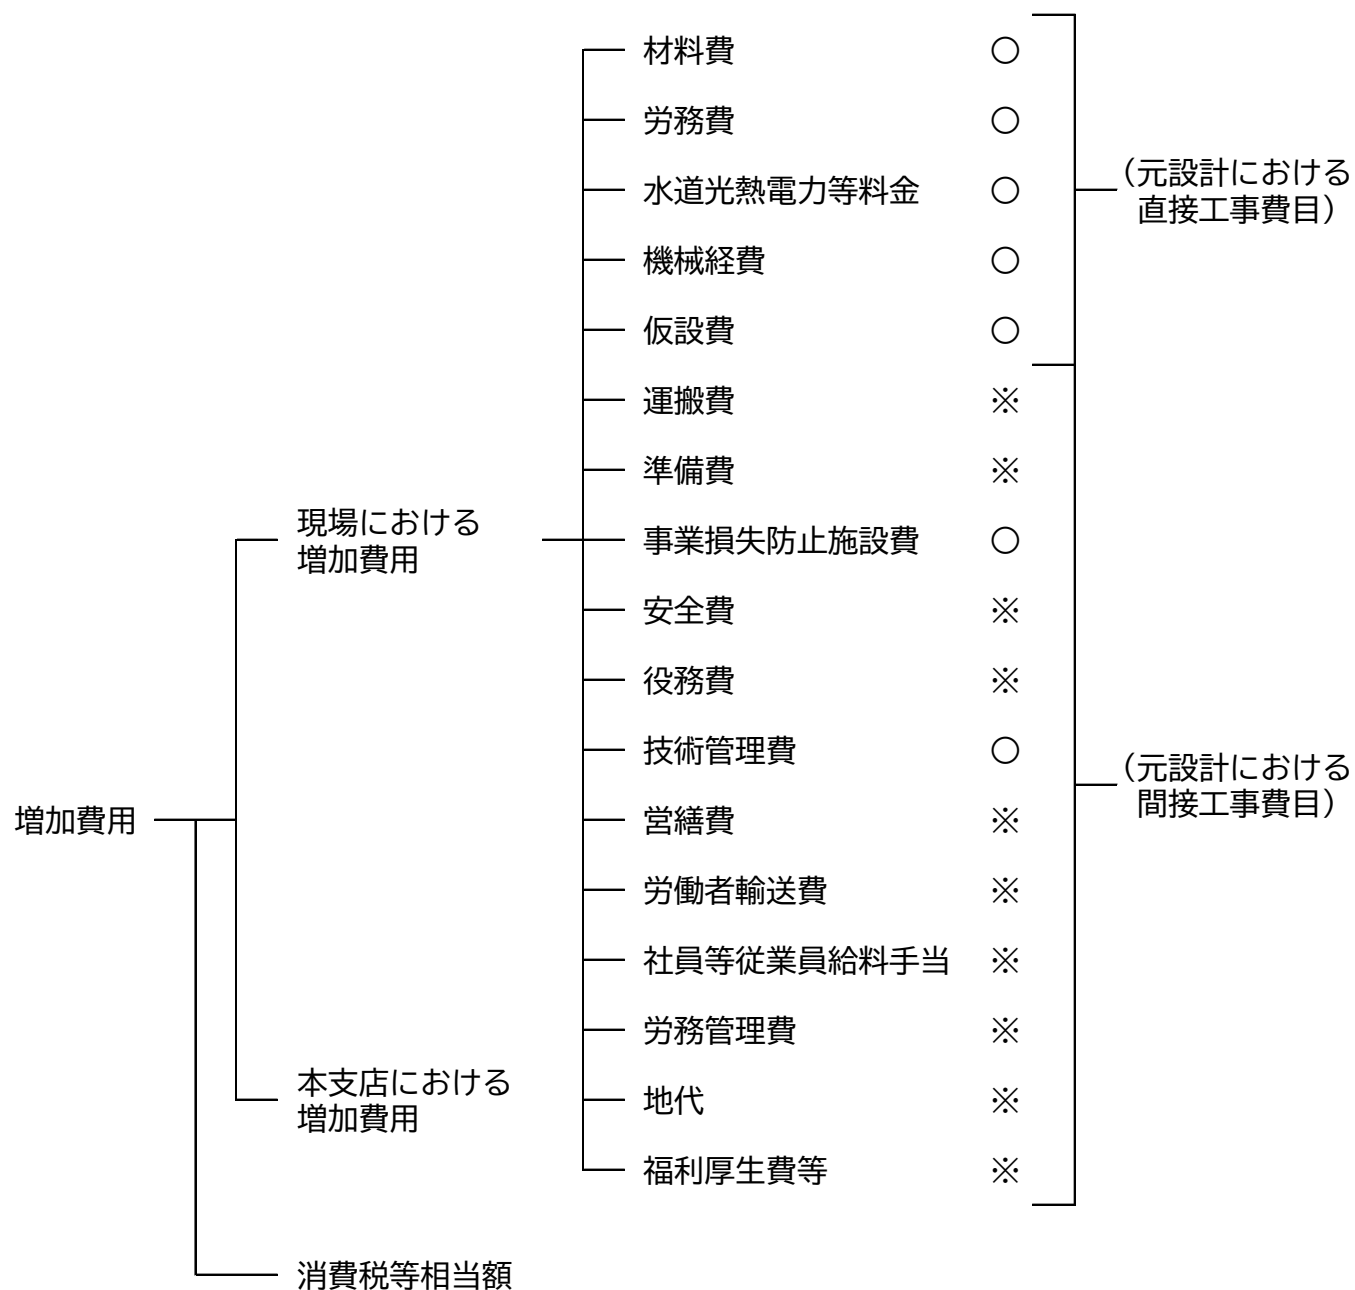 材料費 ○
労務費 ○
水道光熱電力等料金 ○
機械経費 ○
仮設費 ○
（元設計における
直接工事費目）
運搬費 ※
準備費 ※
事業損失防止施設費 ○
安全費 ※
役務費 ※
技術管理費 ○
営繕費 ※
労働者輸送費 ※
社員等従業員給料手当 ※
労務管理費 ※
地代 ※
福利厚生費等 ※
（元設計における
間接工事費目）
現場における
増加費用
増加費用
本支店における
増加費用
消費税等相当額